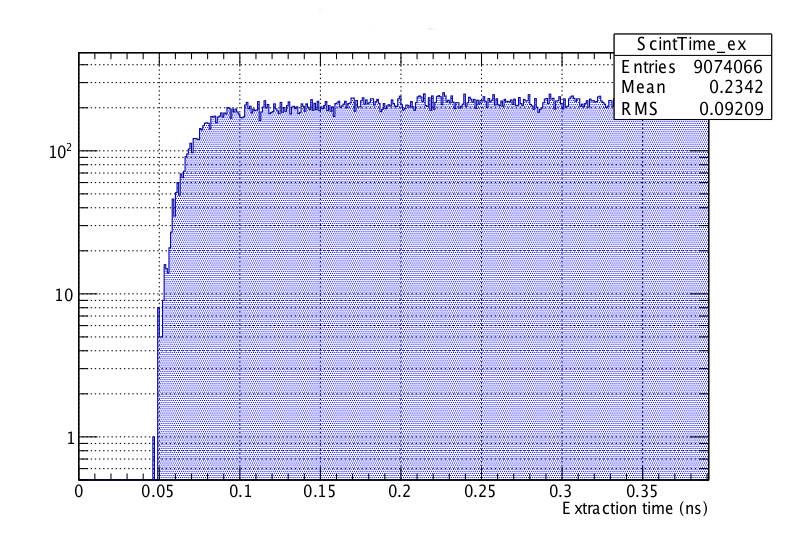 ScintTime_ex
Entries 9074066
Mean 0.2342
RMS 0.09209
10²
10
1
0 0.05 0.1 0.15 0.2 0.25 0.3 0.35
Extraction time (ns)